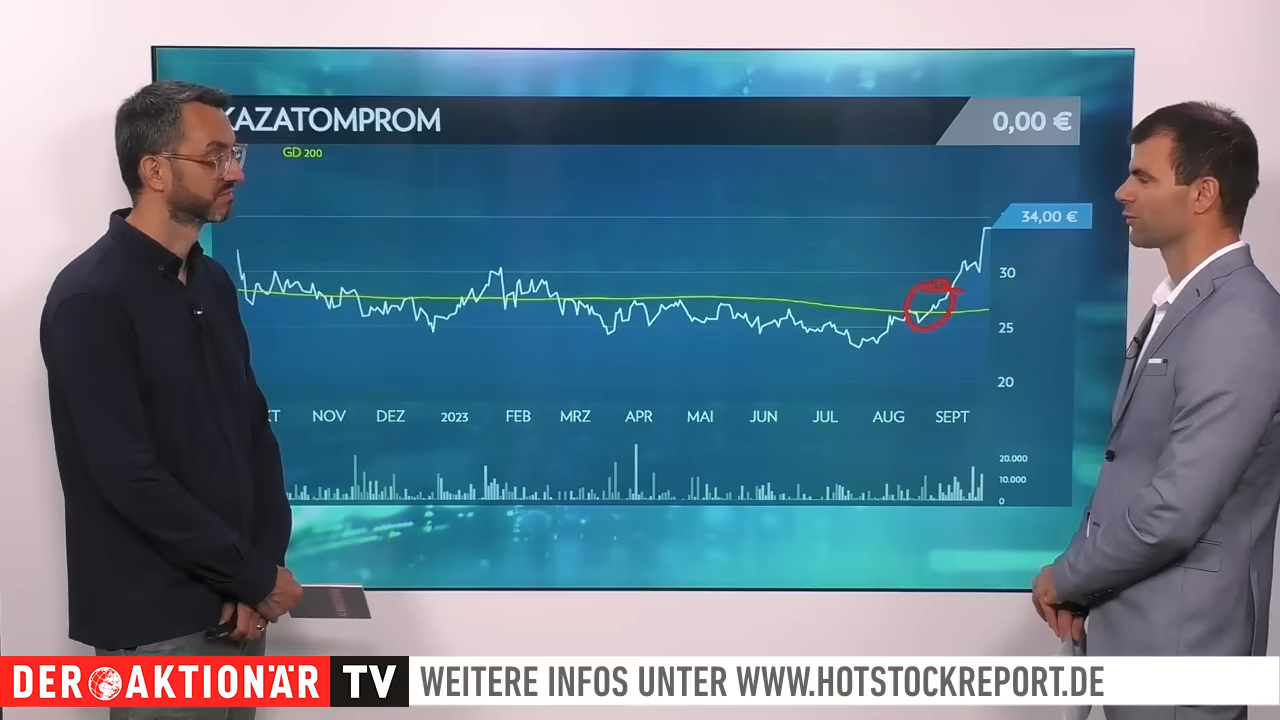 KAZATOMPROM
0,00 €
GD 200
34,00 €
30
25
20
KT NOV DEZ 2023 FEB MRZ APR MAI JUN JUL AUG SEPT
20.000
10.000
0
DER AKTIONÄR TV
WEITERE INFOS UNTER WWW.HOTSTOCKREPORT.DE